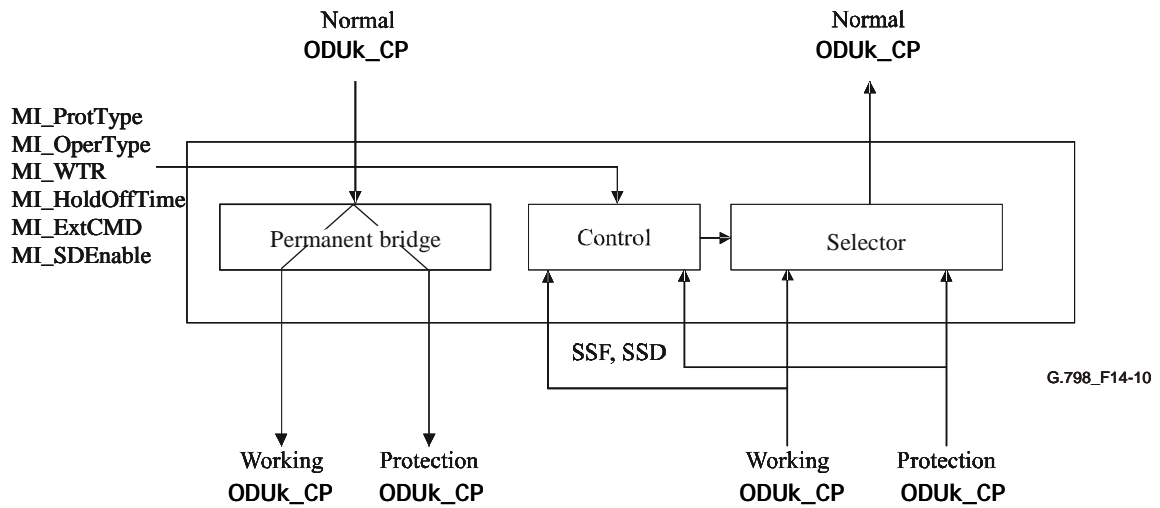 Normal
ODUk_CP
Normal
ODUk_CP
MI_ProtType
MI_OperType
MI_WTR
MI_HoldOffTime
MI_ExtCMD
MI_SDEnable
Permanent bridge
Control
Selector
SSF, SSD
G.798_F14-10
Working
ODUk_CP
Protection
ODUk_CP
Working
ODUk_CP
Protection
ODUk_CP